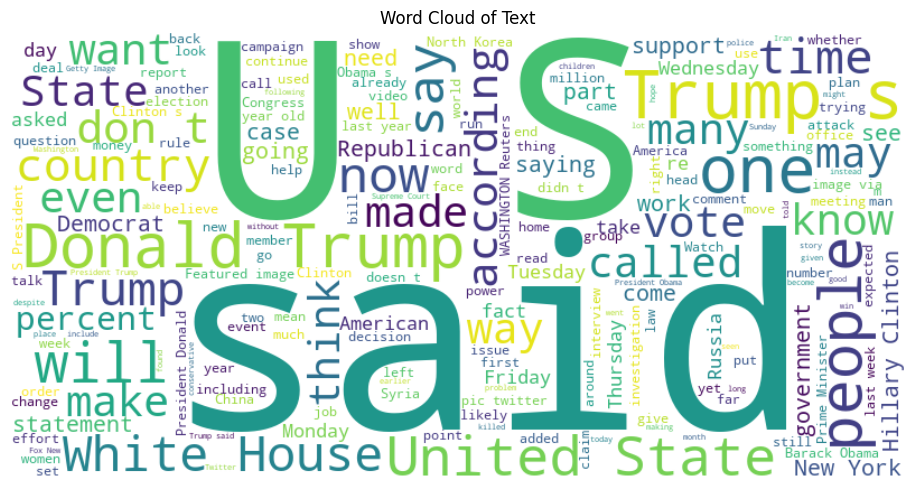 Word Cloud of Text
U S
said
Donald Trump
Trump s
White House
United State
will
people
one
country
don t
want
State
even
say
according
time
many
may
know
vote
called
way
think
make
percent
Trump
made
now
Republican
Democrat
statement
asked
day
back
look
deal
Getty Image
report
another
election
Clinton s
question
money
rule
Washington
keep
able
believe
S President
campaign
continue
call
used
Congress
year old
case
going
help
following
show
need
Obama s
already
video
well
last year
word
face
bill
Supreme Court
North Korea
world
run
WASHINGTON Reuters
end
thing
didn t
saying
part
million
came
children
support
Wednesday
police
use
plan
Iran
whether
might
trying
hope
lot
Sunday
America
office
attack
see
something
instead
image via
m
man
meeting
right
re
head
comment
work
move
told
take
home
group
read
Tuesday
Watch
number
story
given
expected
President Obama
become
good
come
law
power
fact
issue
first
Friday
interview
Thursday
around
investigation
Russia
put
yet
long
far
win
government
Prime Minister
last week
Hillary Clinton
new
without
member
go
Featured image
Clinton
doesn t
talk
President Trump
despite
two
mean
event
much
American
decision
place
include
week
found
order
change
effort
women
set
year
including
China
President Donald
conservative
Trump said
Fox New
Twitter
job
Monday
left
earlier
Syria
problem
pic twitter
likely
point
added
killed
claim
today
went
seen
give
making
month
still
Barack Obama
New York